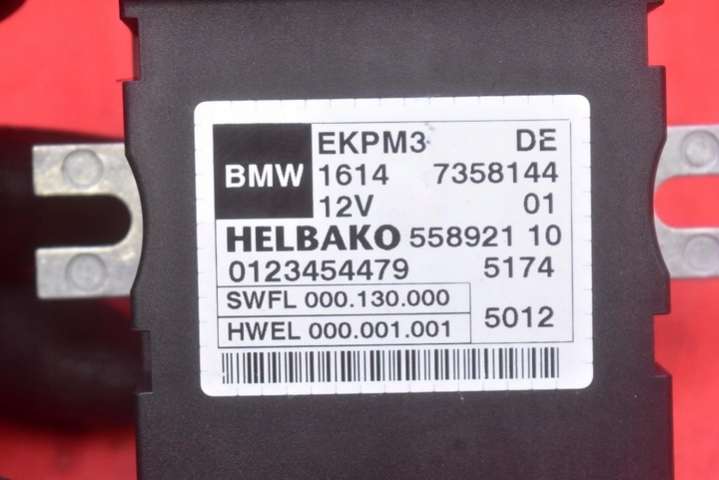 EKPM3 DE
BMW 1614 7358144
12V 01
HELBAKO 558921 10
0123454479 5174
SWFL 000.130.000
HWEL 000.001.001 5012